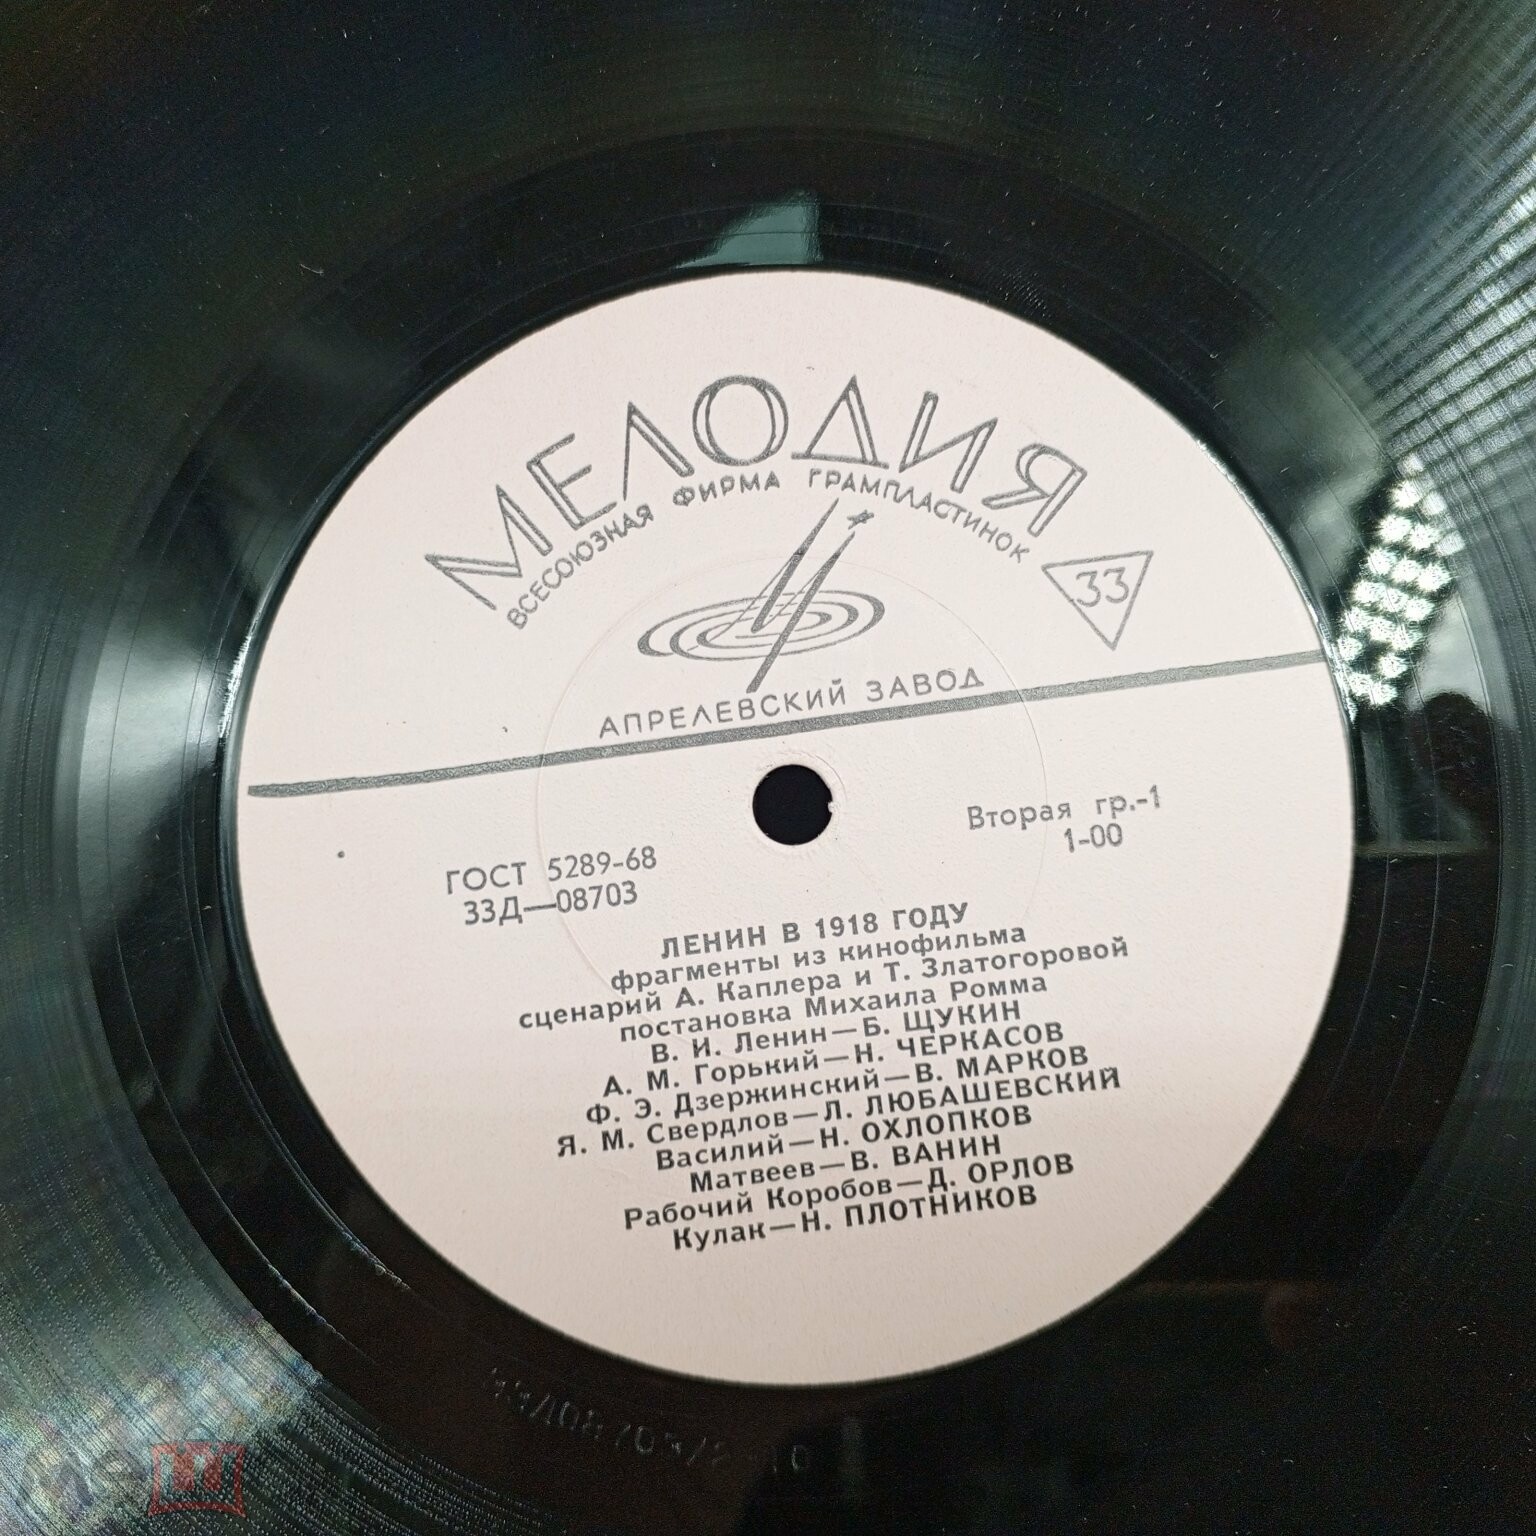 МЕЛОДИЯ
ВСЕСОЮЗНАЯ ФИРМА ГРАМПЛАСТИНОК
33
АПРЕЛЕВСКИЙ ЗАВОД
ГОСТ 5289-68
33Д—08703
Вторая гр.-1
1-00
ЛЕНИН В 1918 ГОДУ
фрагменты из кинофильма
сценарий А. Каплера и Т. Златогоровой
постановка Михаила Ромма
В. И. Ленин—Б. ЩУКИН
А. М. Горький—Н. ЧЕРКАСОВ
Ф. Э. Дзержинский—В. МАРКОВ
Я. М. Свердлов—Л. ЛЮБАШЕВСКИЙ
Василий—Н. ОХЛОПКОВ
Матвеев—В. ВАНИН
Рабочий Коробов—Д. ОРЛОВ
Кулак—Н. ПЛОТНИКОВ